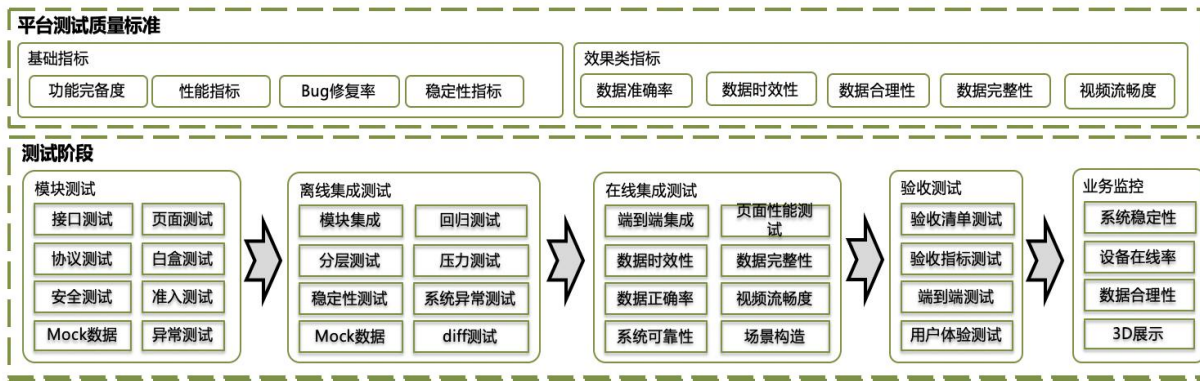 平台测试质量标准
基础指标
功能完备度
性能指标
Bug修复率
稳定性指标
效果类指标
数据准确率
数据时效性
数据合理性
数据完整性
视频流畅度
测试阶段
模块测试
接口测试
页面测试
协议测试
白盒测试
安全测试
准入测试
Mock数据
异常测试
离线集成测试
模块集成
回归测试
分层测试
压力测试
稳定性测试
系统异常测试
Mock数据
diff测试
在线集成测试
端到端集成
页面性能测
试
数据时效性
数据完整性
数据正确率
视频流畅度
系统可靠性
场景构造
验收测试
验收清单测试
验收指标测试
端到端测试
用户体验测试
业务监控
系统稳定性
设备在线率
数据合理性
3D展示